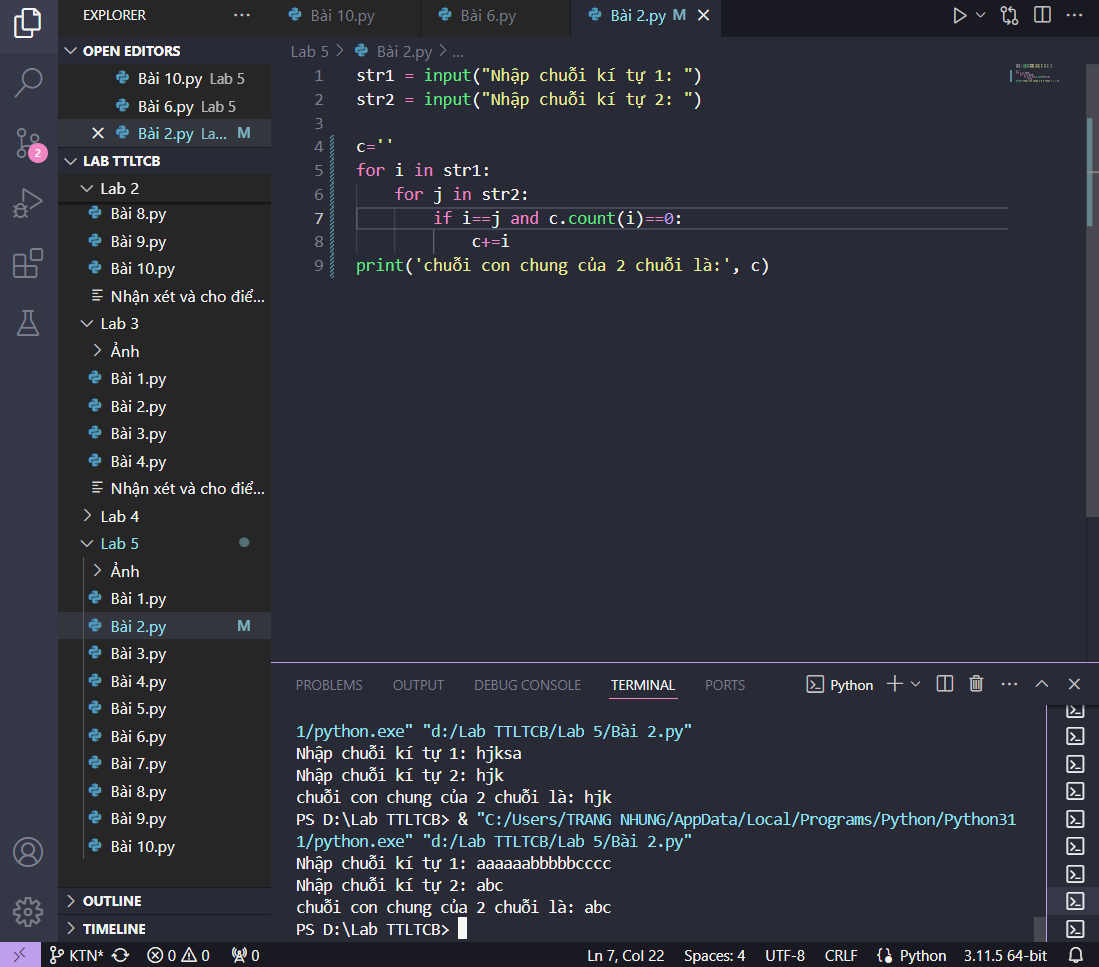 EXPLORER ...
OPEN EDITORS
Bài 10.py Lab 5
Bài 6.py Lab 5
Bài 2.py La... M
LAB TTLTCB
Lab 2
Bài 8.py
Bài 9.py
Bài 10.py
Nhận xét và cho điể...
Lab 3
Ảnh
Bài 1.py
Bài 2.py
Bài 3.py
Bài 4.py
Nhận xét và cho điể...
Lab 4
Lab 5
Ảnh
Bài 1.py
Bài 2.py M
Bài 3.py
Bài 4.py
Bài 5.py
Bài 6.py
Bài 7.py
Bài 8.py
Bài 9.py
Bài 10.py
OUTLINE
TIMELINE
2
Bài 10.py Bài 6.py Bài 2.py M
Lab 5 > Bài 2.py > ...
1 str1 = input("Nhập chuỗi kí tự 1: ")
2 str2 = input("Nhập chuỗi kí tự 2: ")
3
4 c=''
5 for i in str1:
6 for j in str2:
7 if i==j and c.count(i)==0:
8 c+=i
9 print('chuỗi con chung của 2 chuỗi là:', c)
PROBLEMS OUTPUT DEBUG CONSOLE TERMINAL PORTS Python
1/python.exe" "d:/Lab TTLTCB/Lab 5/Bài 2.py"
Nhập chuỗi kí tự 1: hjksa
Nhập chuỗi kí tự 2: hjk
chuỗi con chung của 2 chuỗi là: hjk
PS D:\Lab TTLTCB> & "C:/Users/TRANG NHUNG/AppData/Local/Programs/Python/Python31
1/python.exe" "d:/Lab TTLTCB/Lab 5/Bài 2.py"
Nhập chuỗi kí tự 1: aaaaaabbbbbcccc
Nhập chuỗi kí tự 2: abc
chuỗi con chung của 2 chuỗi là: abc
PS D:\Lab TTLTCB>
KTN* 0 0 0 Ln 7, Col 22 Spaces: 4 UTF-8 CRLF Python 3.11.5 64-bit